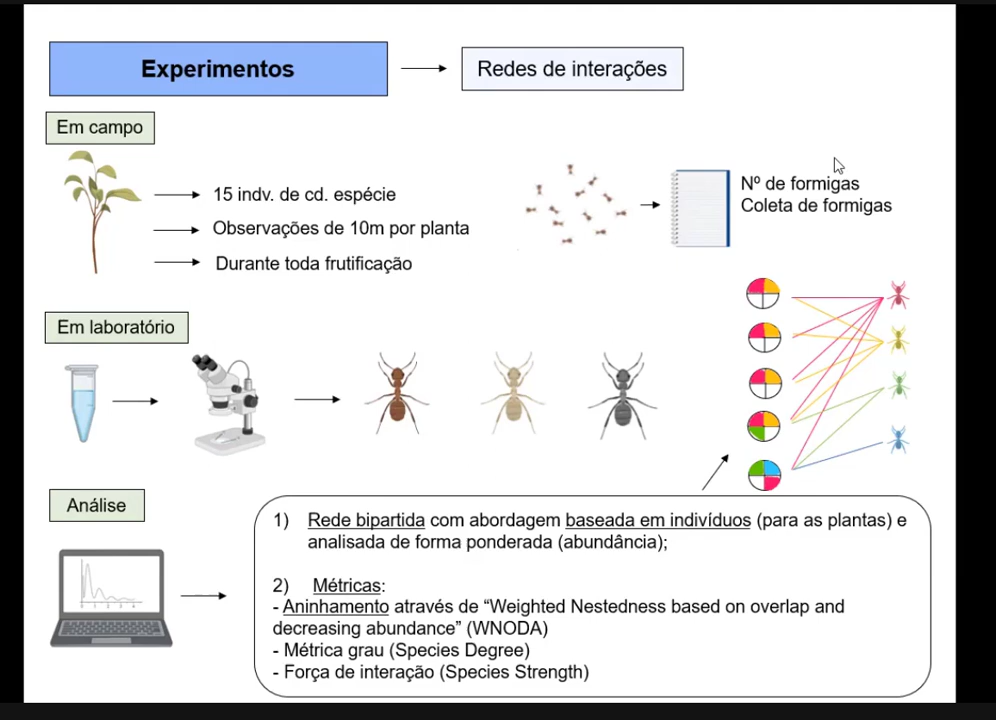 Experimentos
Redes de interações
Em campo
15 indv. de cd. espécie
Observações de 10m por planta
Durante toda frutificação
Nº de formigas
Coleta de formigas
Em laboratório
Análise
1) Rede bipartida com abordagem baseada em indivíduos (para as plantas) e
analisada de forma ponderada (abundância);
2) Métricas:
- Aninhamento através de “Weighted Nestedness based on overlap and
decreasing abundance” (WNODA)
- Métrica grau (Species Degree)
- Força de interação (Species Strength)